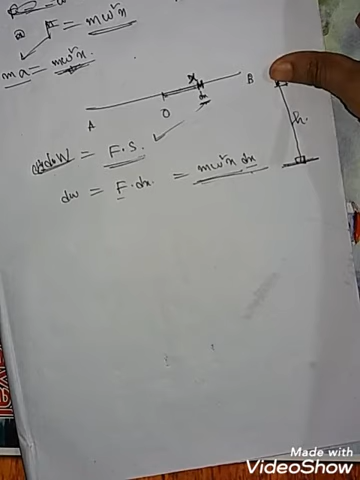 F = mω²x
ma = mω²x.
x
B
dx
A
O
h.
dW = F.S.
dw = F.dx. = mω²x dx
Made with
VideoShow